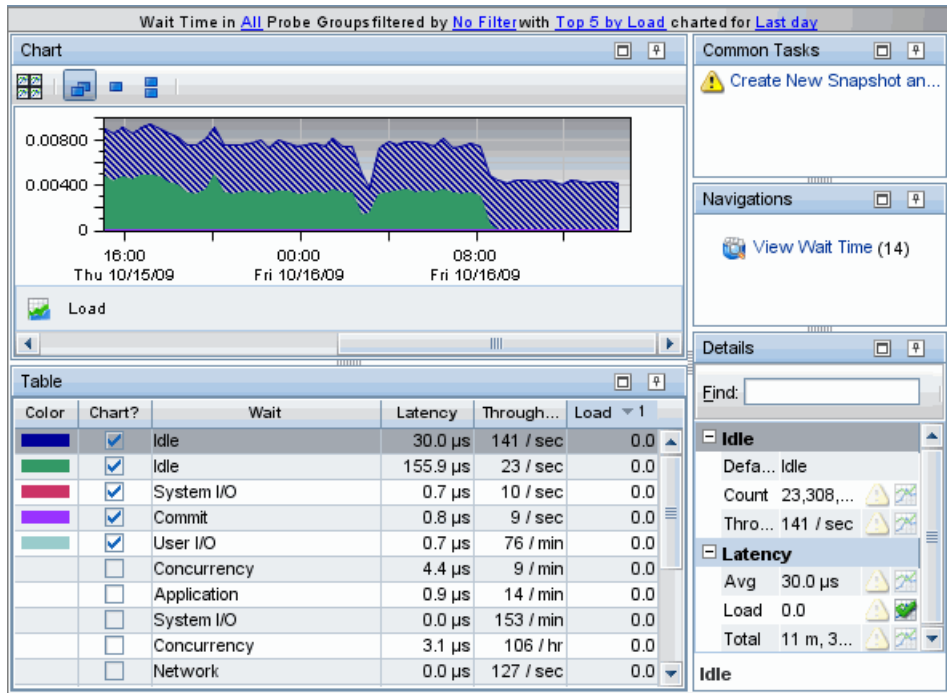 Wait Time in All Probe Groups filtered by No Filter with Top 5 by Load charted for Last day
Chart
0.00800
0.00400
0
16:00 00:00 08:00
Thu 10/15/09 Fri 10/16/09 Fri 10/16/09
Load
Table
Color Chart? Wait Latency Through... Load 1
Idle 30.0 µs 141 / sec 0.0
Idle 155.9 µs 23 / sec 0.0
System I/O 0.7 µs 10 / sec 0.0
Commit 0.8 µs 9 / sec 0.0
User I/O 0.7 µs 76 / min 0.0
Concurrency 4.4 µs 9 / min 0.0
Application 0.9 µs 14 / min 0.0
System I/O 0.0 µs 153 / min 0.0
Concurrency 3.1 µs 106 / hr 0.0
Network 0.0 µs 127 / sec 0.0
Common Tasks
Create New Snapshot an...
Navigations
View Wait Time (14)
Details
Find:
Idle
Defa... Idle
Count 23,308,...
Thro... 141 / sec
Latency
Avg 30.0 µs
Load 0.0
Total 11 m, 3...
Idle